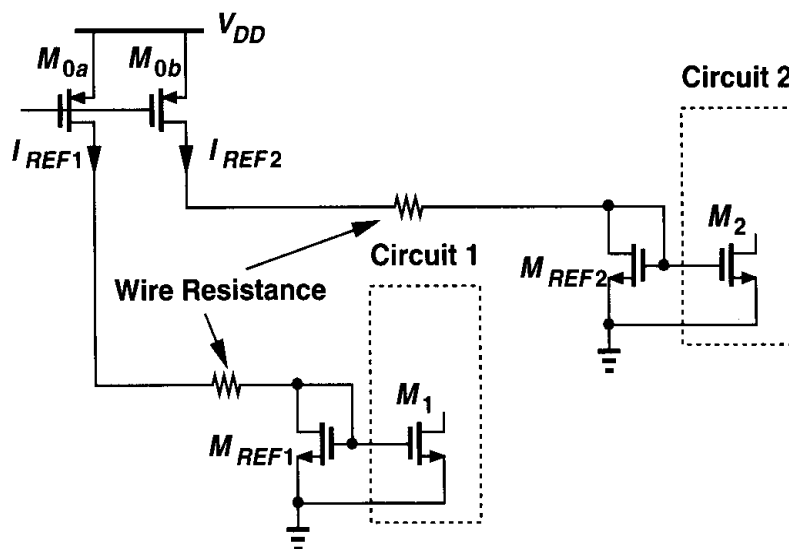 V_DD
M_0a M_0b
Circuit 2
I_REF1 I_REF2
M_2
Circuit 1
M_REF2
Wire Resistance
M_1
M_REF1